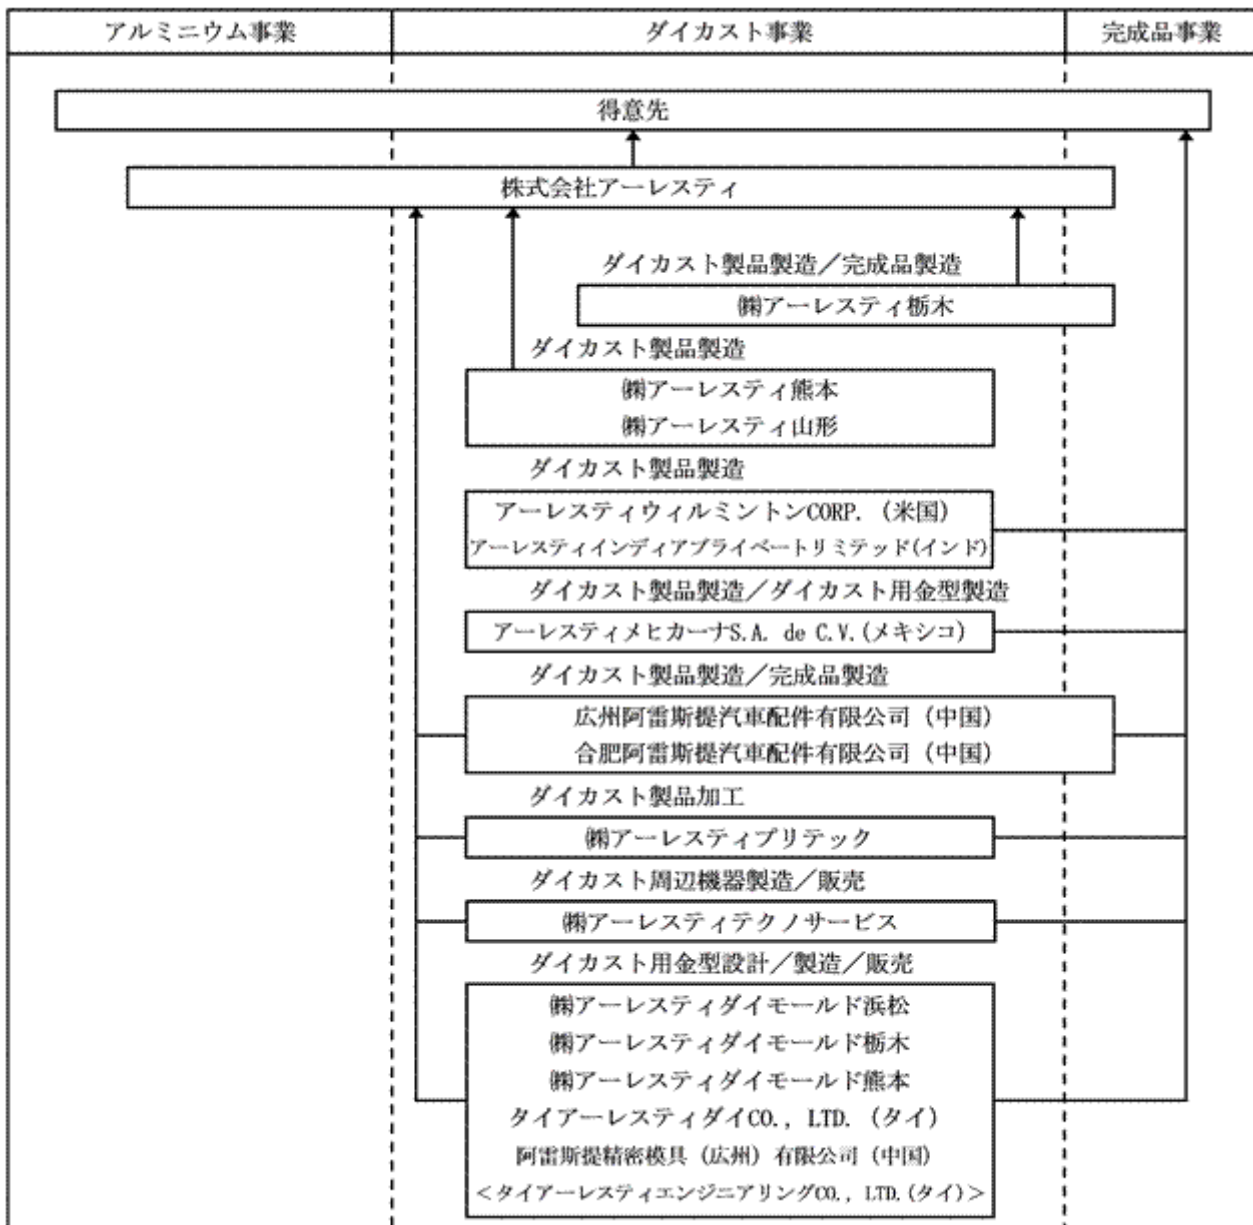 アルミニウム事業
ダイカスト事業
完成品事業
得意先
株式会社アーレスティ
ダイカスト製品製造／完成品製造
㈱アーレスティ栃木
ダイカスト製品製造
㈱アーレスティ熊本
㈱アーレスティ山形
ダイカスト製品製造
アーレスティウィルミントンCORP. (米国)
アーレスティインディアプライベートリミテッド(インド)
ダイカスト製品製造／ダイカスト用金型製造
アーレスティメヒカーナS.A. de C.V.(メキシコ)
ダイカスト製品製造／完成品製造
広州阿雷斯提汽車配件有限公司 (中国)
合肥阿雷斯提汽車配件有限公司 (中国)
ダイカスト製品加工
㈱アーレスティプリテック
ダイカスト周辺機器製造／販売
㈱アーレスティテクノサービス
ダイカスト用金型設計／製造／販売
㈱アーレスティダイモールド浜松
㈱アーレスティダイモールド栃木
㈱アーレスティダイモールド熊本
タイアーレスティダイCO., LTD. (タイ)
阿雷斯提精密模具 (広州) 有限公司 (中国)
＜タイアーレスティエンジニアリングCO., LTD.(タイ)＞